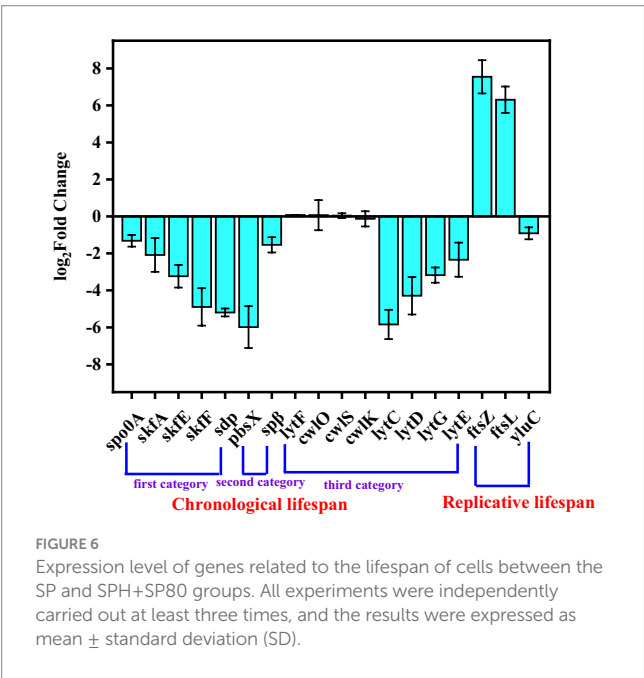 log2Fold Change
8
6
4
2
0
-2
-4
-6
-8
spo0A
skfA
skfE
skfF
sdp
pbsX
spβ
lytF
cwlO
cwlS
cwlK
lytC
lytD
lytG
lytE
ftsZ
ftsL
yluC
first category
second category
third category
Chronological lifespan
Replicative lifespan
FIGURE 6
Expression level of genes related to the lifespan of cells between the
SP and SPH+SP80 groups. All experiments were independently
carried out at least three times, and the results were expressed as
mean ± standard deviation (SD).